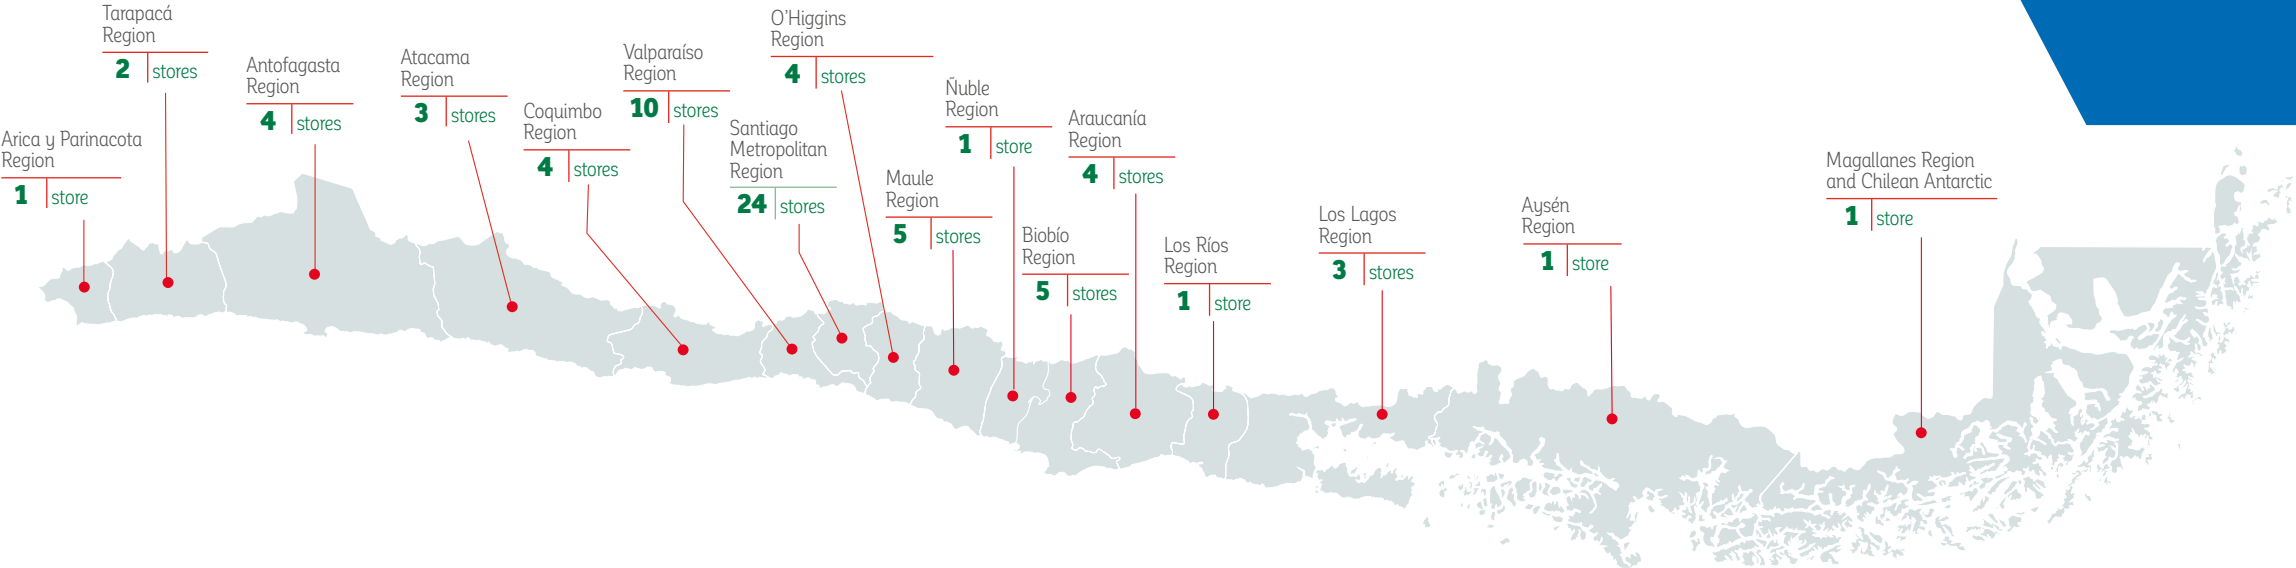 Arica y Parinacota
Region
1 store
Tarapacá
Region
2 stores
Antofagasta
Region
4 stores
Atacama
Region
3 stores
Coquimbo
Region
4 stores
Valparaíso
Region
10 stores
Santiago
Metropolitan
Region
24 stores
O’Higgins
Region
4 stores
Maule
Region
5 stores
Ñuble
Region
1 store
Biobío
Region
5 stores
Araucanía
Region
4 stores
Los Ríos
Region
1 store
Los Lagos
Region
3 stores
Aysén
Region
1 store
Magallanes Region
and Chilean Antarctic
1 store